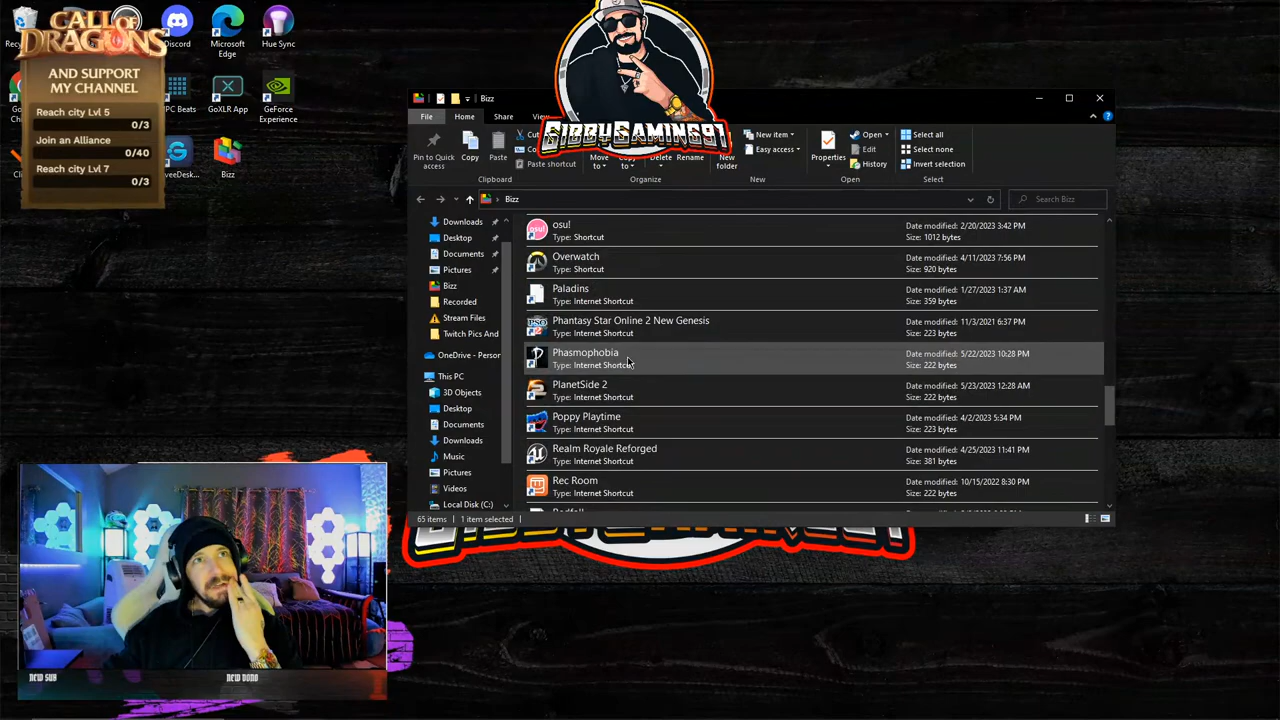 CALL OF
DRAGONS
AND SUPPORT
MY CHANNEL
Reach city Lvl 5
0/3
Join an Alliance
0/40
Reach city Lvl 7
0/3
Discord
Microsoft
Edge
Hue Sync
PC Beats
GoXLR App
GeForce
Experience
veeDesk...
Bizz
GIBBYGAMING91
Bizz
File
Home
Share
Pin to Quick
access
Copy
Paste
Paste shortcut
Clipboard
Move
to
Copy
to
Delete
Rename
Organize
New
folder
New item
Easy access
New
Properties
Open
Edit
History
Open
Select all
Select none
Invert selection
Select
Bizz
Search Bizz
Downloads
Desktop
Documents
Pictures
Bizz
Recorded
Stream Files
Twitch Pics And
OneDrive - Person
This PC
3D Objects
Desktop
Documents
Downloads
Music
Pictures
Videos
Local Disk (C:)
osu!
Type: Shortcut
Date modified: 2/20/2023 3:42 PM
Size: 1012 bytes
Overwatch
Type: Shortcut
Date modified: 4/11/2023 7:56 PM
Size: 920 bytes
Paladins
Type: Internet Shortcut
Date modified: 1/27/2023 1:37 AM
Size: 359 bytes
Phantasy Star Online 2 New Genesis
Type: Internet Shortcut
Date modified: 11/3/2021 6:37 PM
Size: 223 bytes
Phasmophobia
Type: Internet Shortcut
Date modified: 5/22/2023 10:28 PM
Size: 222 bytes
PlanetSide 2
Type: Internet Shortcut
Date modified: 5/23/2023 12:28 AM
Size: 222 bytes
Poppy Playtime
Type: Internet Shortcut
Date modified: 4/2/2023 5:34 PM
Size: 223 bytes
Realm Royale Reforged
Type: Internet Shortcut
Date modified: 4/25/2023 11:41 PM
Size: 381 bytes
Rec Room
Type: Internet Shortcut
Date modified: 10/15/2022 8:30 PM
Size: 222 bytes
65 items
1 item selected
NEW SUB
NEW DONO